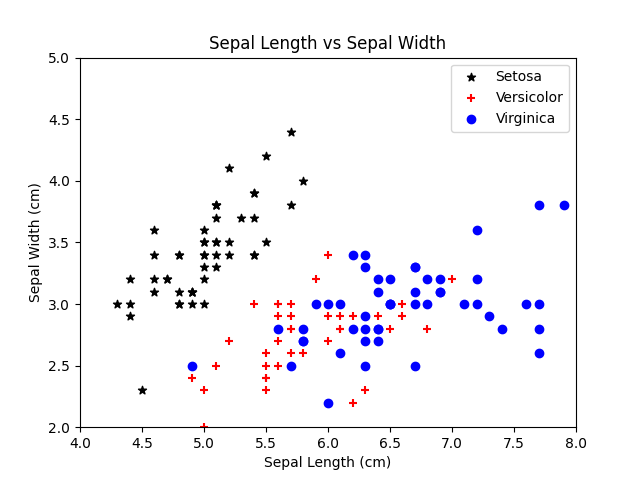 Sepal Length vs Sepal Width
Setosa
Versicolor
Virginica
5.0
4.5
4.0
3.5
3.0
2.5
2.0
Sepal Width (cm)
4.0 4.5 5.0 5.5 6.0 6.5 7.0 7.5 8.0
Sepal Length (cm)